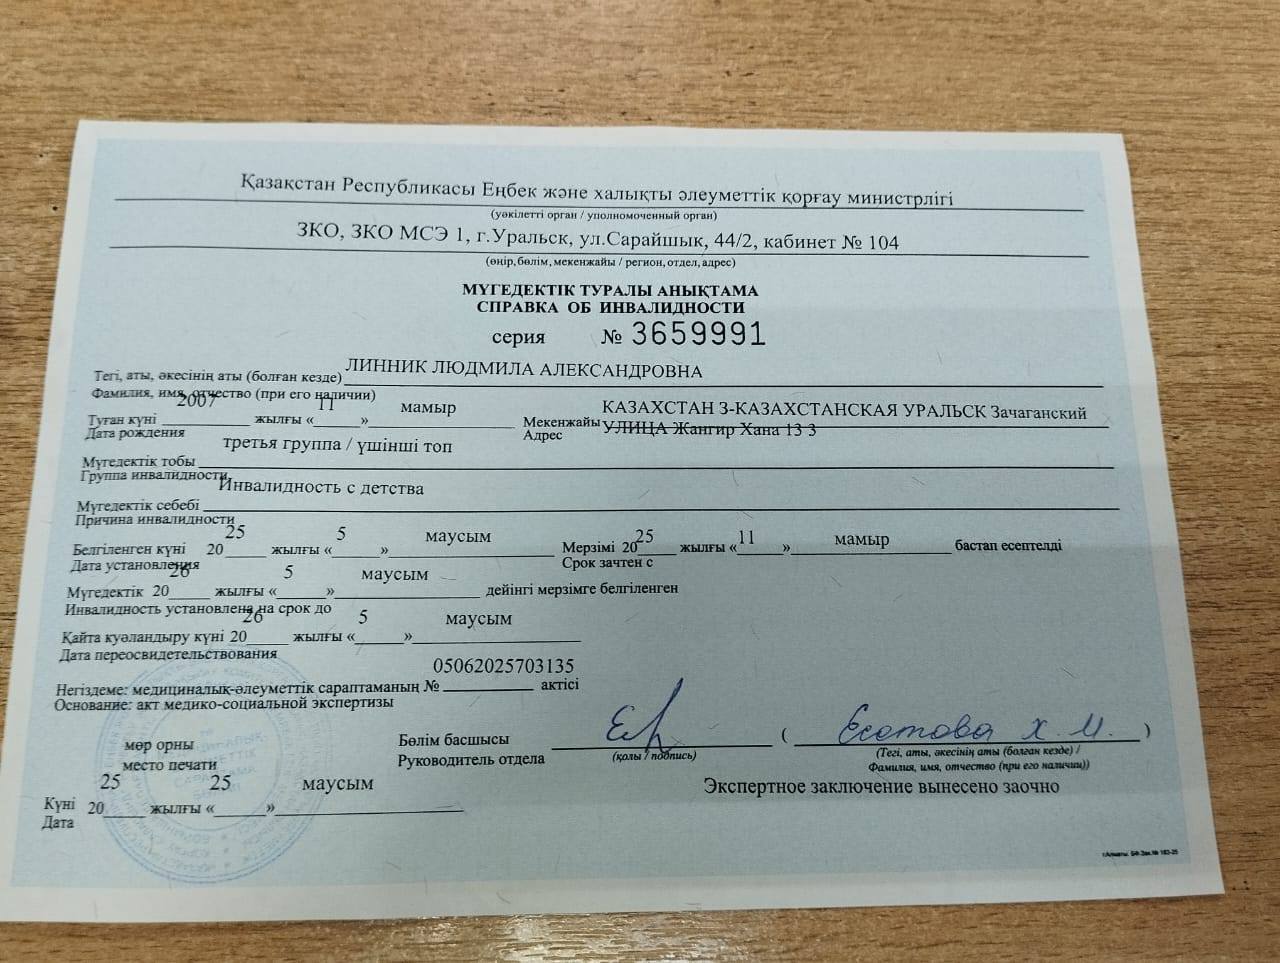 Қазақстан Республикасы Еңбек және халықты әлеуметтік қорғау министрлігі
(уәкілетті орган / уполномоченный орган)
ЗКО, ЗКО МСЭ 1, г.Уральск, ул.Сарайшык, 44/2, кабинет № 104
(өңір, бөлім, мекенжайы / регион, отдел, адрес)
МҮГЕДЕКТІК ТУРАЛЫ АНЫҚТАМА
СПРАВКА ОБ ИНВАЛИДНОСТИ
серия № 3659991
Тегі, аты, әкесінің аты (болған кезде) ЛИННИК ЛЮДМИЛА АЛЕКСАНДРОВНА
Фамилия, имя, отчество (при его наличии)
Туған күні 2007 жылғы « 11 » мамыр
Дата рождения
Мекенжайы КАЗАХСТАН З-КАЗАХСТАНСКАЯ УРАЛЬСК Зачаганский
Адрес УЛИЦА Жангир Хана 13 3
Мүгедектік тобы третья группа / үшінші топ
Группа инвалидности
Мүгедектік себебі Инвалидность с детства
Причина инвалидности
Белгіленген күні 20 25 жылғы « 5 » маусым Мерзімі 20 25 жылғы « 11 » мамыр бастап есептелді
Дата установления Срок зачтен с
Мүгедектік 20 26 жылғы « 5 » маусым дейінгі мерзімге белгіленген
Инвалидность установлена на срок до
Қайта куәландыру күні 20 26 жылғы « 5 » маусым
Дата переосвидетельствования
Негіздеме: медициналық-әлеуметтік сараптаманың № 05062025703135 актісі
Основание: акт медико-социальной экспертизы
мөр орны
место печати
Бөлім басшысы ( Есотова Х. М. )
Руководитель отдела (қолы / подпись) (Тегі, аты, әкесінің аты (болған кезде) /
Фамилия, имя, отчество (при его наличии))
Күні 20 25 жылғы « 25 » маусым
Дата
Экспертное заключение вынесено заочно